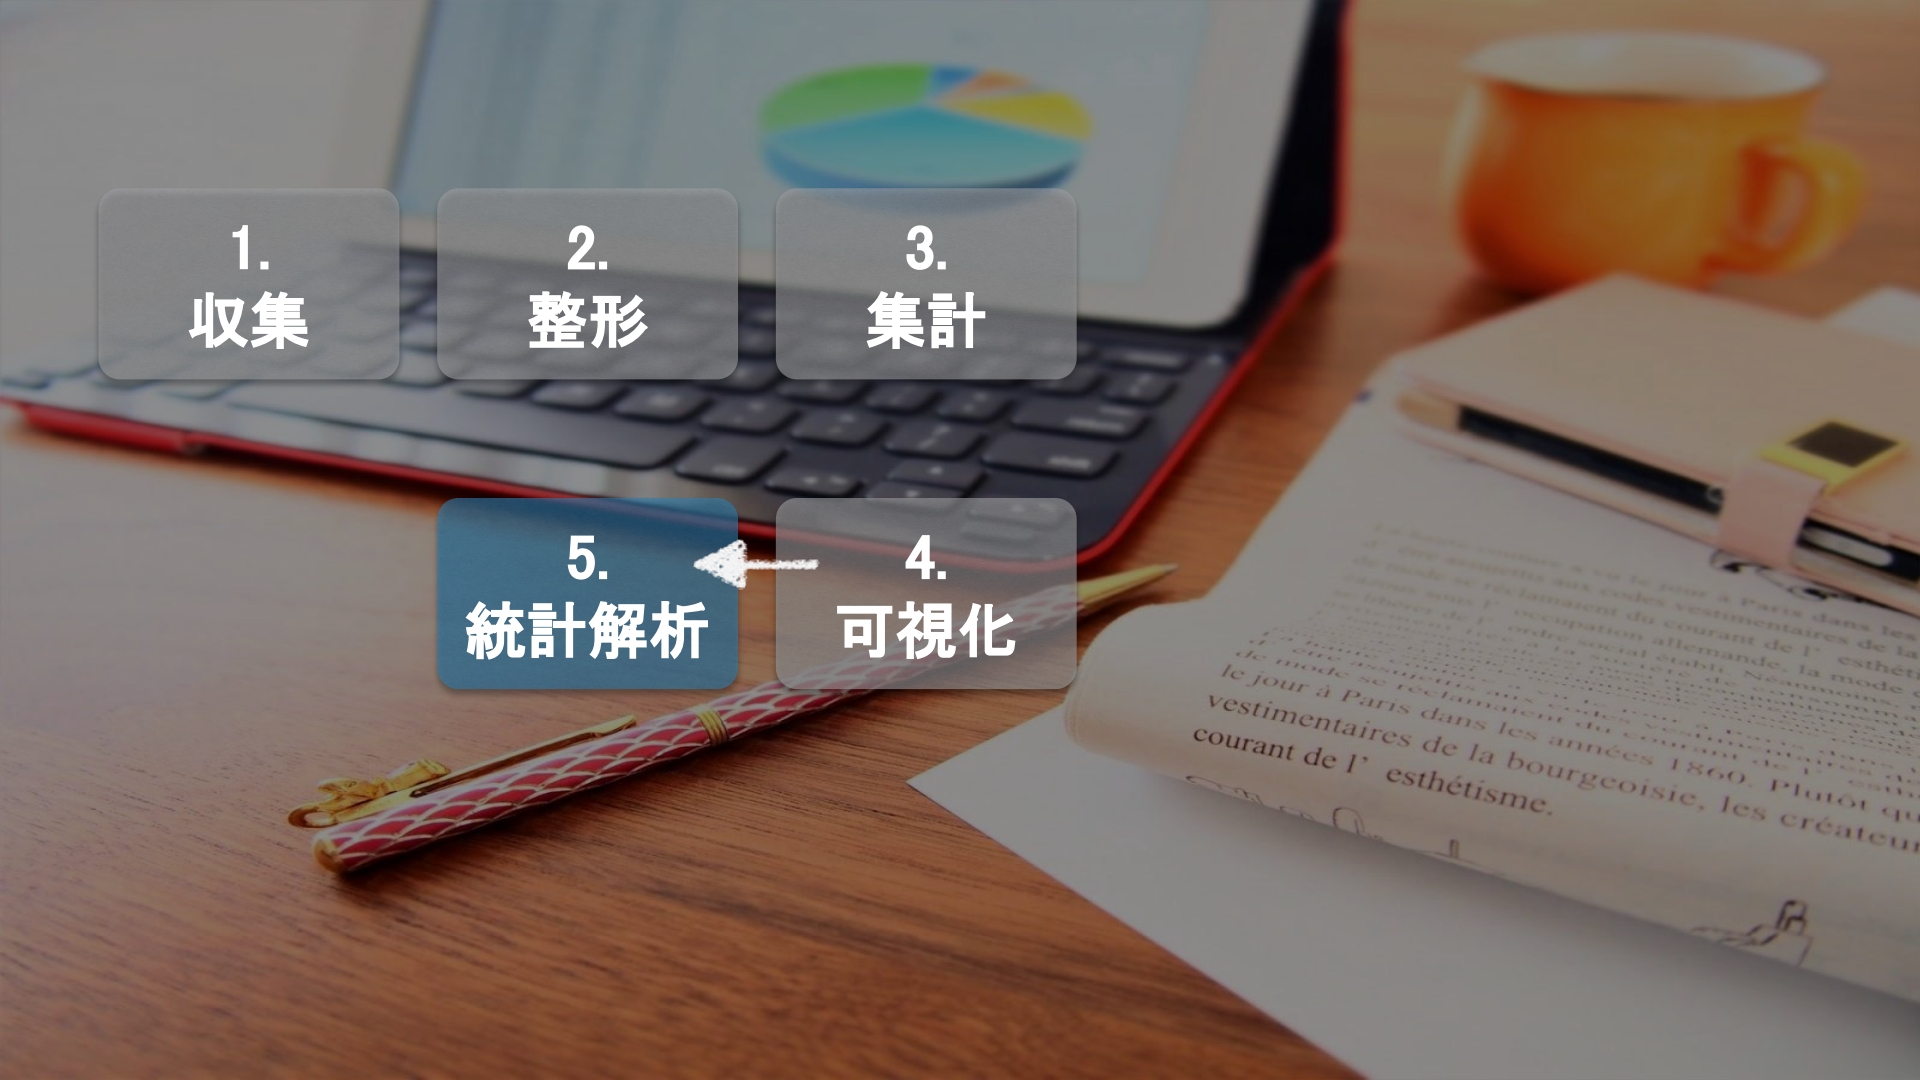 1.
収集
2.
整形
3.
集計
4.
可視化
5.
統計解析
le jour à Paris dans les années 1860. Plutôt qu
vestimentaires de la bourgeoisie, les créateur
courant de l' esthétisme.